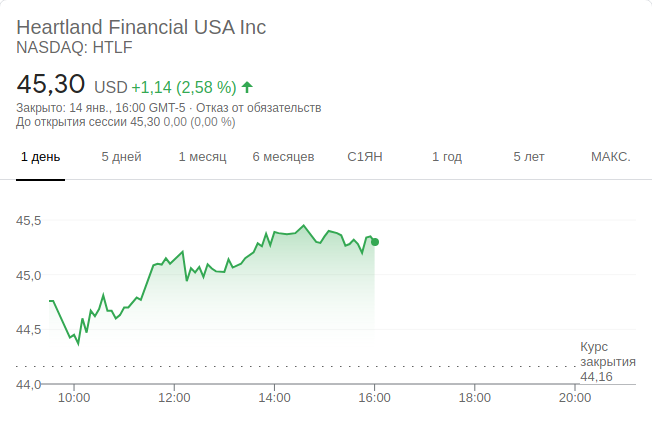 Heartland Financial USA Inc
NASDAQ: HTLF
45,30 USD +1,14 (2,58 %)
Закрыто: 14 янв., 16:00 GMT-5 · Отказ от обязательств
До открытия сессии 45,30 0,00 (0,00 %)
1 день 5 дней 1 месяц 6 месяцев С1ЯН 1 год 5 лет МАКС.
45,5
45,0
44,5
Курс
закрытия
44,16
44,0
10:00 12:00 14:00 16:00 18:00 20:00